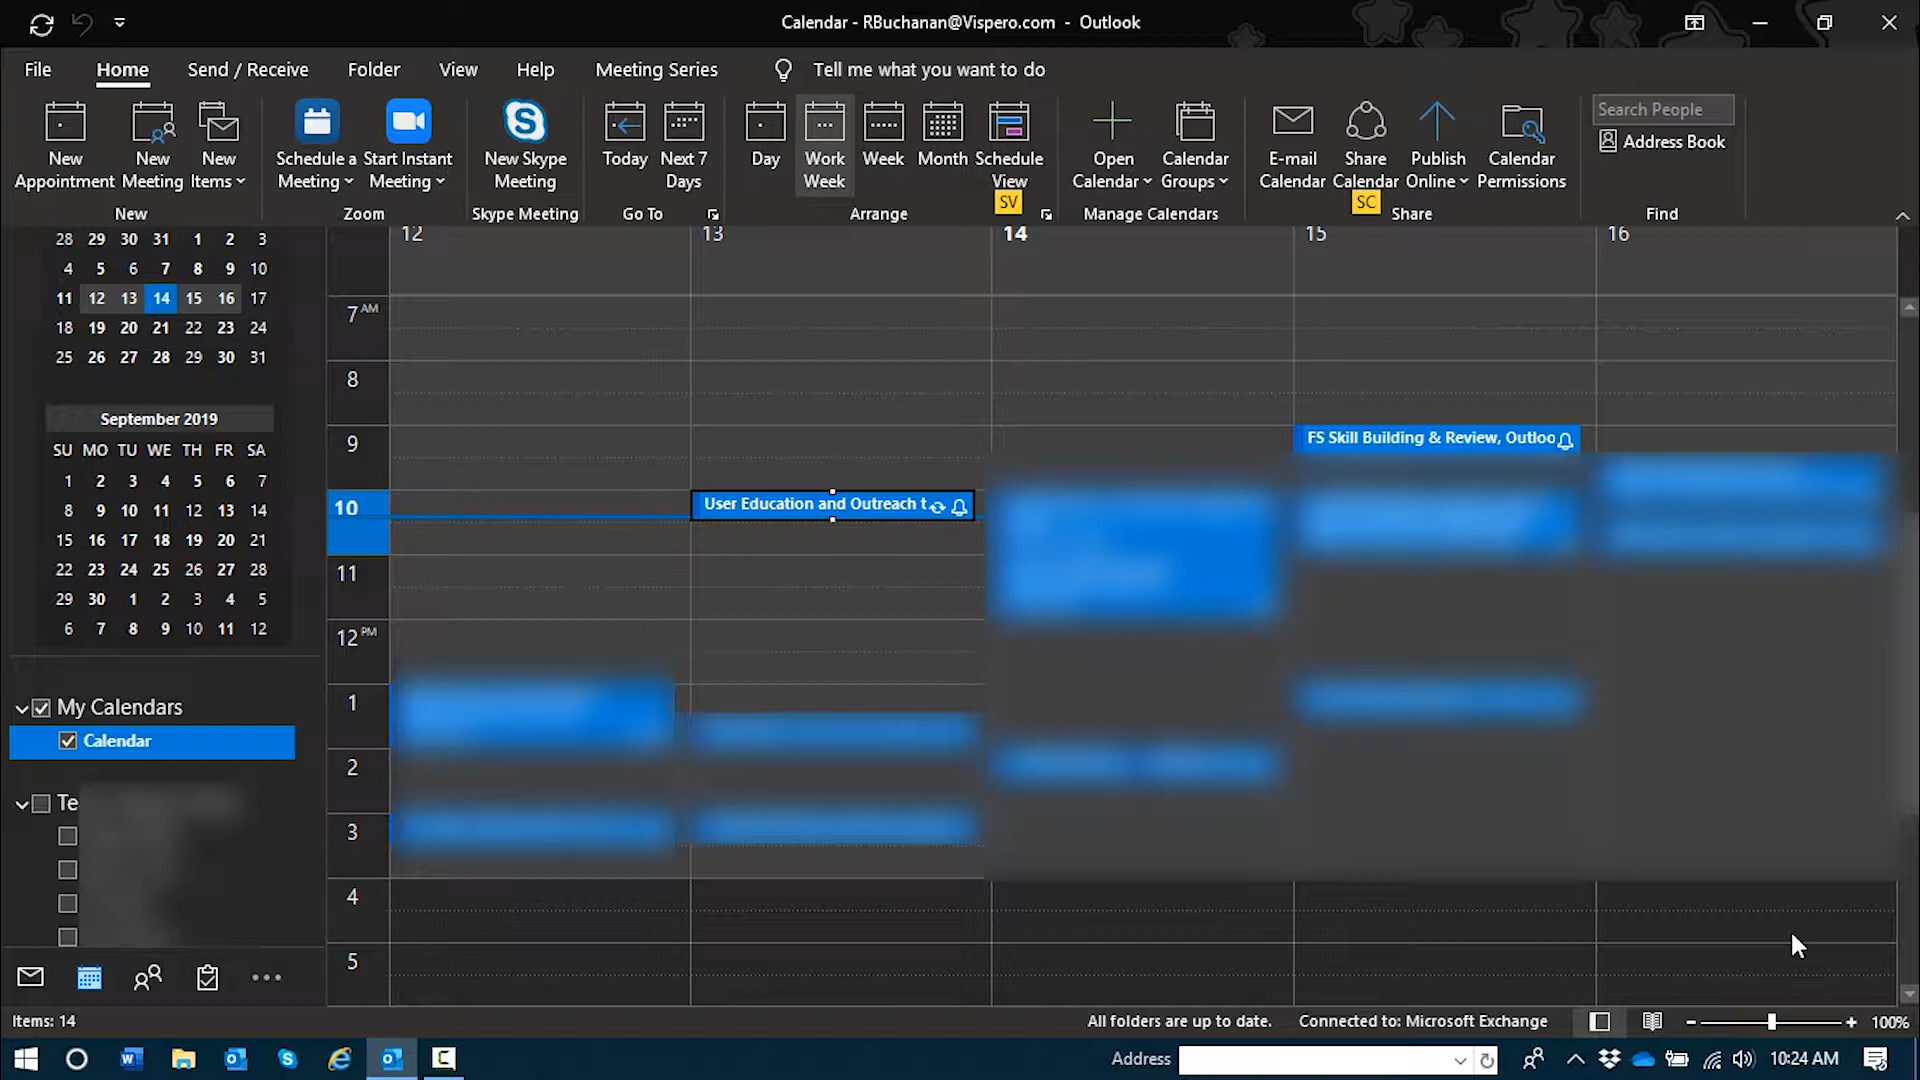 Calendar - RBuchanan@Vispero.com - Outlook
File Home Send / Receive Folder View Help Meeting Series Tell me what you want to do
New Appointment
New Meeting
New Items
New
Schedule a Meeting
Start Instant Meeting
Zoom
New Skype Meeting
Skype Meeting
Today
Next 7 Days
Go To
Day
Work Week
Week
Month
Schedule View
SV
Arrange
Open Calendar
Calendar Groups
Manage Calendars
E-mail Calendar
Share Calendar
SC
Publish Online
Calendar Permissions
Share
Search People
Address Book
Find
28 29 30 31 1 2 3
4 5 6 7 8 9 10
11 12 13 14 15 16 17
18 19 20 21 22 23 24
25 26 27 28 29 30 31
September 2019
SU MO TU WE TH FR SA
1 2 3 4 5 6 7
8 9 10 11 12 13 14
15 16 17 18 19 20 21
22 23 24 25 26 27 28
29 30 1 2 3 4 5
6 7 8 9 10 11 12
My Calendars
Calendar
Te
12 13 14 15 16
7 AM
8
9
10
11
12 PM
1
2
3
4
5
FS Skill Building & Review, Outloo
User Education and Outreach t
Items: 14
All folders are up to date. Connected to: Microsoft Exchange 100%
Address
10:24 AM